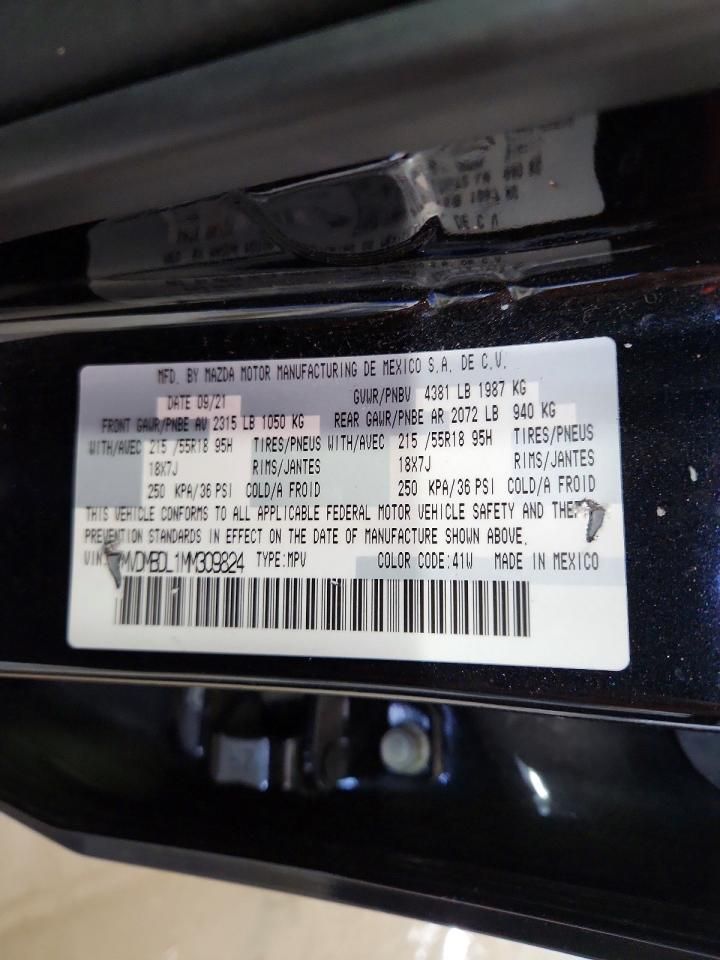 MFD. BY MAZDA MOTOR MANUFACTURING DE MEXICO S.A. DE C.V.
DATE 09/21 GVWR/PNBV 4381 LB 1987 KG
FRONT GAWR/PNBE AV 2315 LB 1050 KG REAR GAWR/PNBE AR 2072 LB 940 KG
WITH/AVEC 215 /55R18 95H TIRES/PNEUS WITH/AVEC 215 /55R18 95H TIRES/PNEUS
18X7J RIMS/JANTES 18X7J RIMS/JANTES
250 KPA/36 PSI COLD/A FROID 250 KPA/36 PSI COLD/A FROID
THIS VEHICLE CONFORMS TO ALL APPLICABLE FEDERAL MOTOR VEHICLE SAFETY AND
PREVENTION STANDARDS IN EFFECT ON THE DATE OF MANUFACTURE SHOWN ABOVE.
VIN: MVDMBDL1MM309824 TYPE:MPV COLOR CODE:41W MADE IN MEXICO